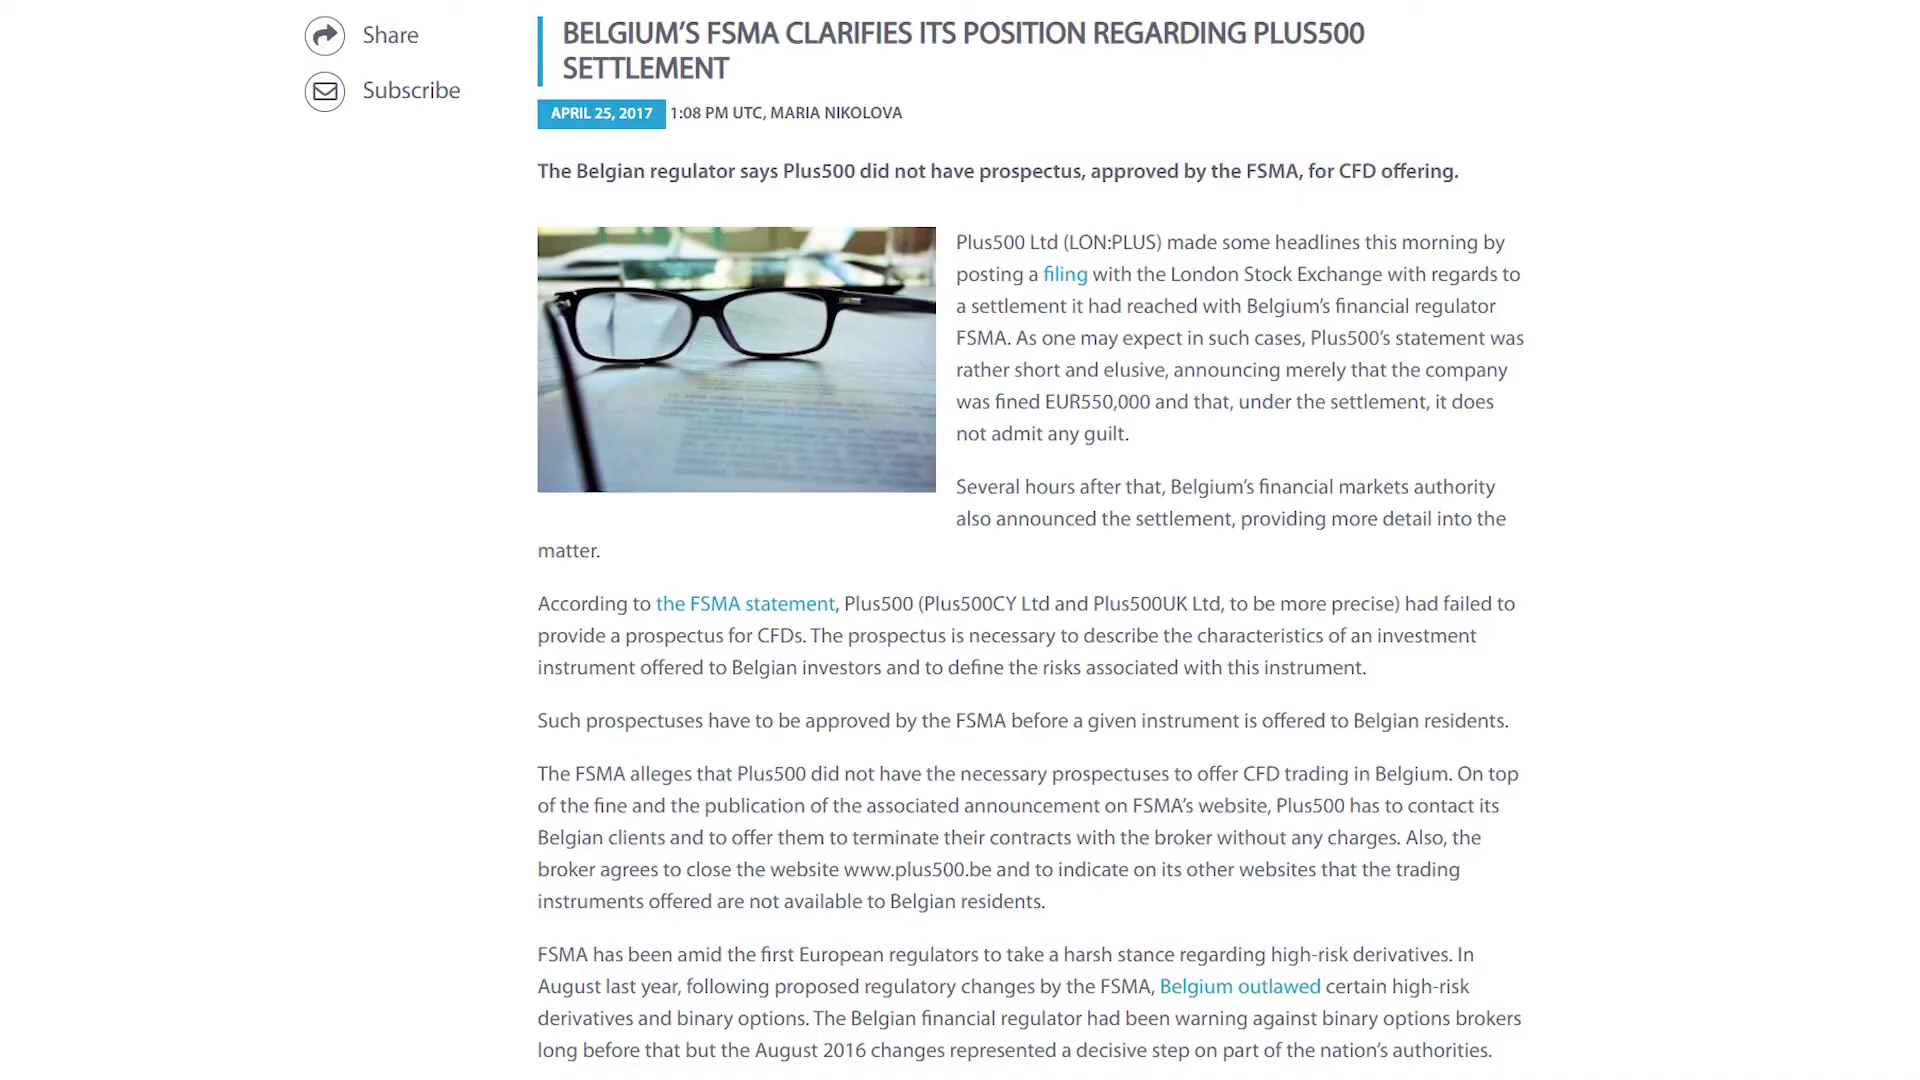 Share
Subscribe
BELGIUM'S FSMA CLARIFIES ITS POSITION REGARDING PLUS500
SETTLEMENT
APRIL 25, 2017 1:08 PM UTC, MARIA NIKOLOVA
The Belgian regulator says Plus500 did not have prospectus, approved by the FSMA, for CFD offering.
Plus500 Ltd (LON:PLUS) made some headlines this morning by
posting a filing with the London Stock Exchange with regards to
a settlement it had reached with Belgium's financial regulator
FSMA. As one may expect in such cases, Plus500's statement was
rather short and elusive, announcing merely that the company
was fined EUR550,000 and that, under the settlement, it does
not admit any guilt.
Several hours after that, Belgium's financial markets authority
also announced the settlement, providing more detail into the
matter.
According to the FSMA statement, Plus500 (Plus500CY Ltd and Plus500UK Ltd, to be more precise) had failed to
provide a prospectus for CFDs. The prospectus is necessary to describe the characteristics of an investment
instrument offered to Belgian investors and to define the risks associated with this instrument.
Such prospectuses have to be approved by the FSMA before a given instrument is offered to Belgian residents.
The FSMA alleges that Plus500 did not have the necessary prospectuses to offer CFD trading in Belgium. On top
of the fine and the publication of the associated announcement on FSMA's website, Plus500 has to contact its
Belgian clients and to offer them to terminate their contracts with the broker without any charges. Also, the
broker agrees to close the website www.plus500.be and to indicate on its other websites that the trading
instruments offered are not available to Belgian residents.
FSMA has been amid the first European regulators to take a harsh stance regarding high-risk derivatives. In
August last year, following proposed regulatory changes by the FSMA, Belgium outlawed certain high-risk
derivatives and binary options. The Belgian financial regulator had been warning against binary options brokers
long before that but the August 2016 changes represented a decisive step on part of the nation's authorities.